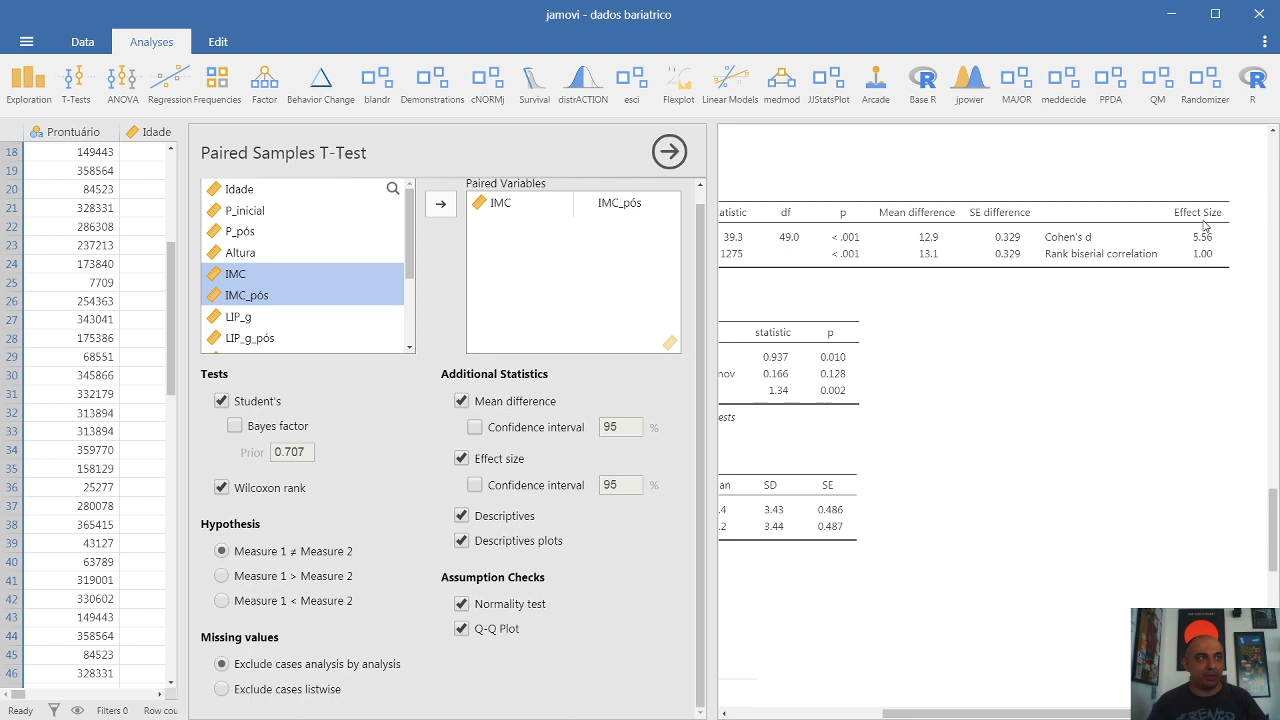 jamovi - dados bariatrico
Data Analyses Edit
Exploration T-Tests ANOVA Regression Frequencies Factor Behavior Change blandr Demonstrations cNORMj Survival distrACTION esci Flexplot Linear Models medmod JJStatsPlot Arcade Base R jpower MAJOR meddecide PPDA QM Randomizer R
Prontuário Idade
18 149443
19 358564
20 84523
21 328331
22 286308
23 237213
24 173840
25 7709
26 254363
27 343041
28 175386
29 68551
30 345866
31 332179
32 313894
33 313894
34 359770
35 158129
36 25277
37 280078
38 365415
39 43127
40 63789
41 319001
42 330602
43 149443
44 358564
45 84523
46 328331
Ready Filters 0 Row cou
Paired Samples T-Test
Idade
P_inicial
P_pós
Altura
IMC
IMC_pós
LIP_g
LIP_g_pós
Paired Variables
IMC IMC_pós
Tests
Student's
Bayes factor
Prior 0.707
Wilcoxon rank
Hypothesis
Measure 1 ≠ Measure 2
Measure 1 > Measure 2
Measure 1 < Measure 2
Missing values
Exclude cases analysis by analysis
Exclude cases listwise
Additional Statistics
Mean difference
Confidence interval 95 %
Effect size
Confidence interval 95 %
Descriptives
Descriptives plots
Assumption Checks
Normality test
Q-Q Plot
atistic df p Mean difference SE difference Effect Size
39.3 49.0 < .001 12.9 0.329 Cohen's d 5.56
1275 < .001 13.1 0.329 Rank biserial correlation 1.00
statistic p
0.937 0.010
nov 0.166 0.128
1.34 0.002
ests
an SD SE
.4 3.43 0.486
.2 3.44 0.487